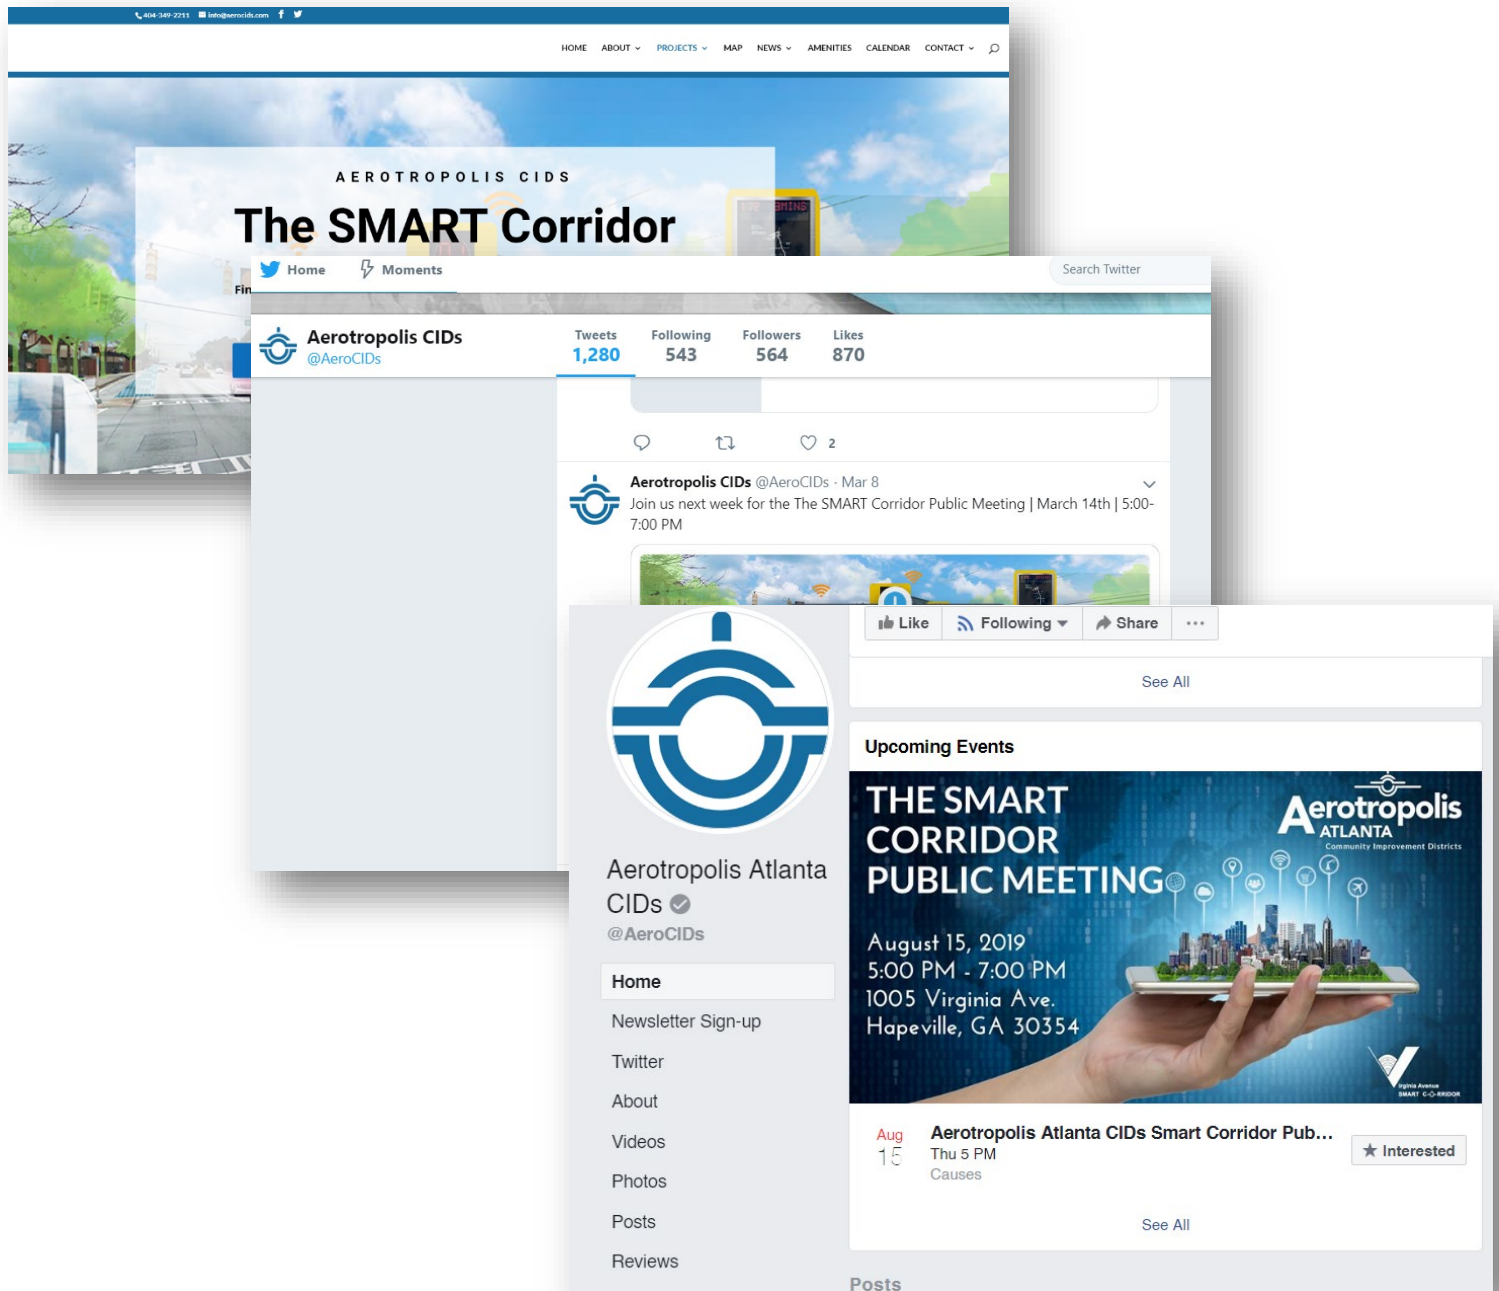 404-349-2211 info@aerocids.com
HOME ABOUT PROJECTS MAP NEWS AMENITIES CALENDAR CONTACT
AEROTROPOLIS CIDS
The SMART Corridor
Fin
Home Moments Search Twitter
Aerotropolis CIDs
@AeroCIDs
Tweets Following Followers Likes
1,280 543 564 870
2
Aerotropolis CIDs @AeroCIDs · Mar 8
Join us next week for the The SMART Corridor Public Meeting | March 14th | 5:00-
7:00 PM
Like Following Share ...
See All
Aerotropolis Atlanta
CIDs
@AeroCIDs
Home
Newsletter Sign-up
Twitter
About
Videos
Photos
Posts
Reviews
Upcoming Events
THE SMART
CORRIDOR
PUBLIC MEETING
August 15, 2019
5:00 PM - 7:00 PM
1005 Virginia Ave.
Hapeville, GA 30354
Aerotropolis
ATLANTA
Community Improvement Districts
Virginia Avenue
SMART C-O-RRIDOR
Aug
15
Aerotropolis Atlanta CIDs Smart Corridor Pub...
Thu 5 PM
Causes
Interested
See All
Posts